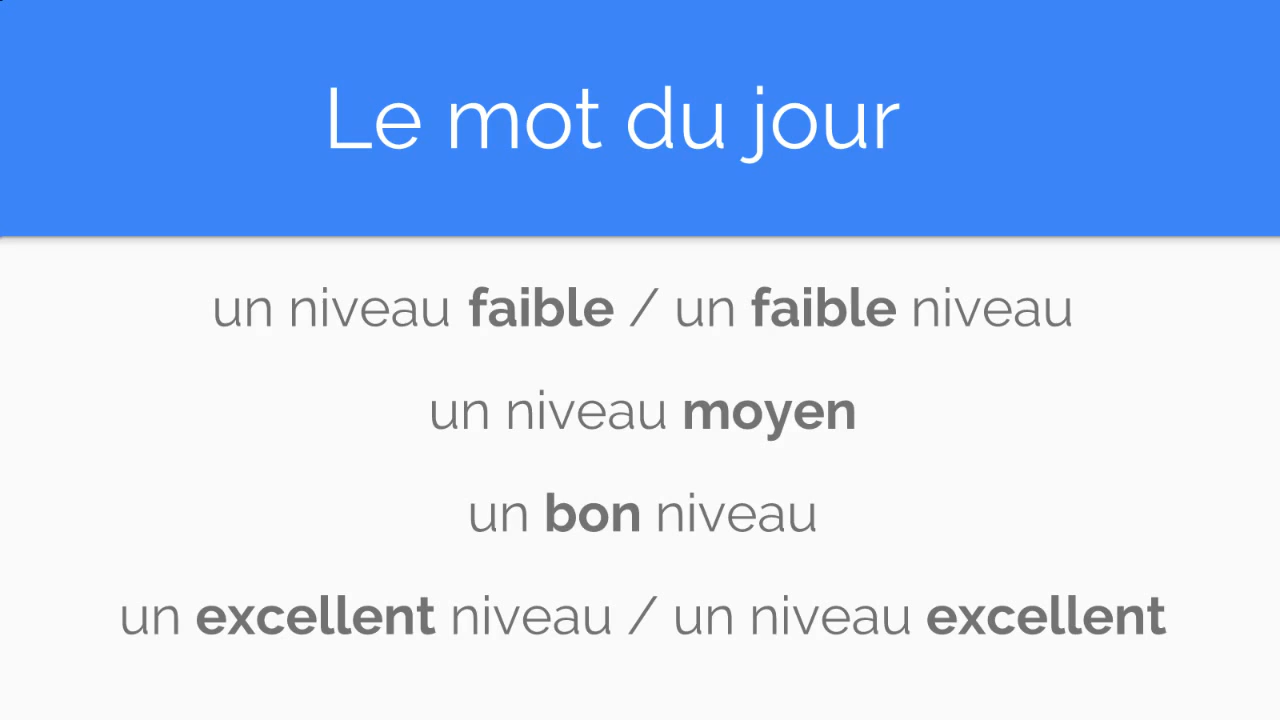 Le mot du jour
un niveau faible / un faible niveau
un niveau moyen
un bon niveau
un excellent niveau / un niveau excellent